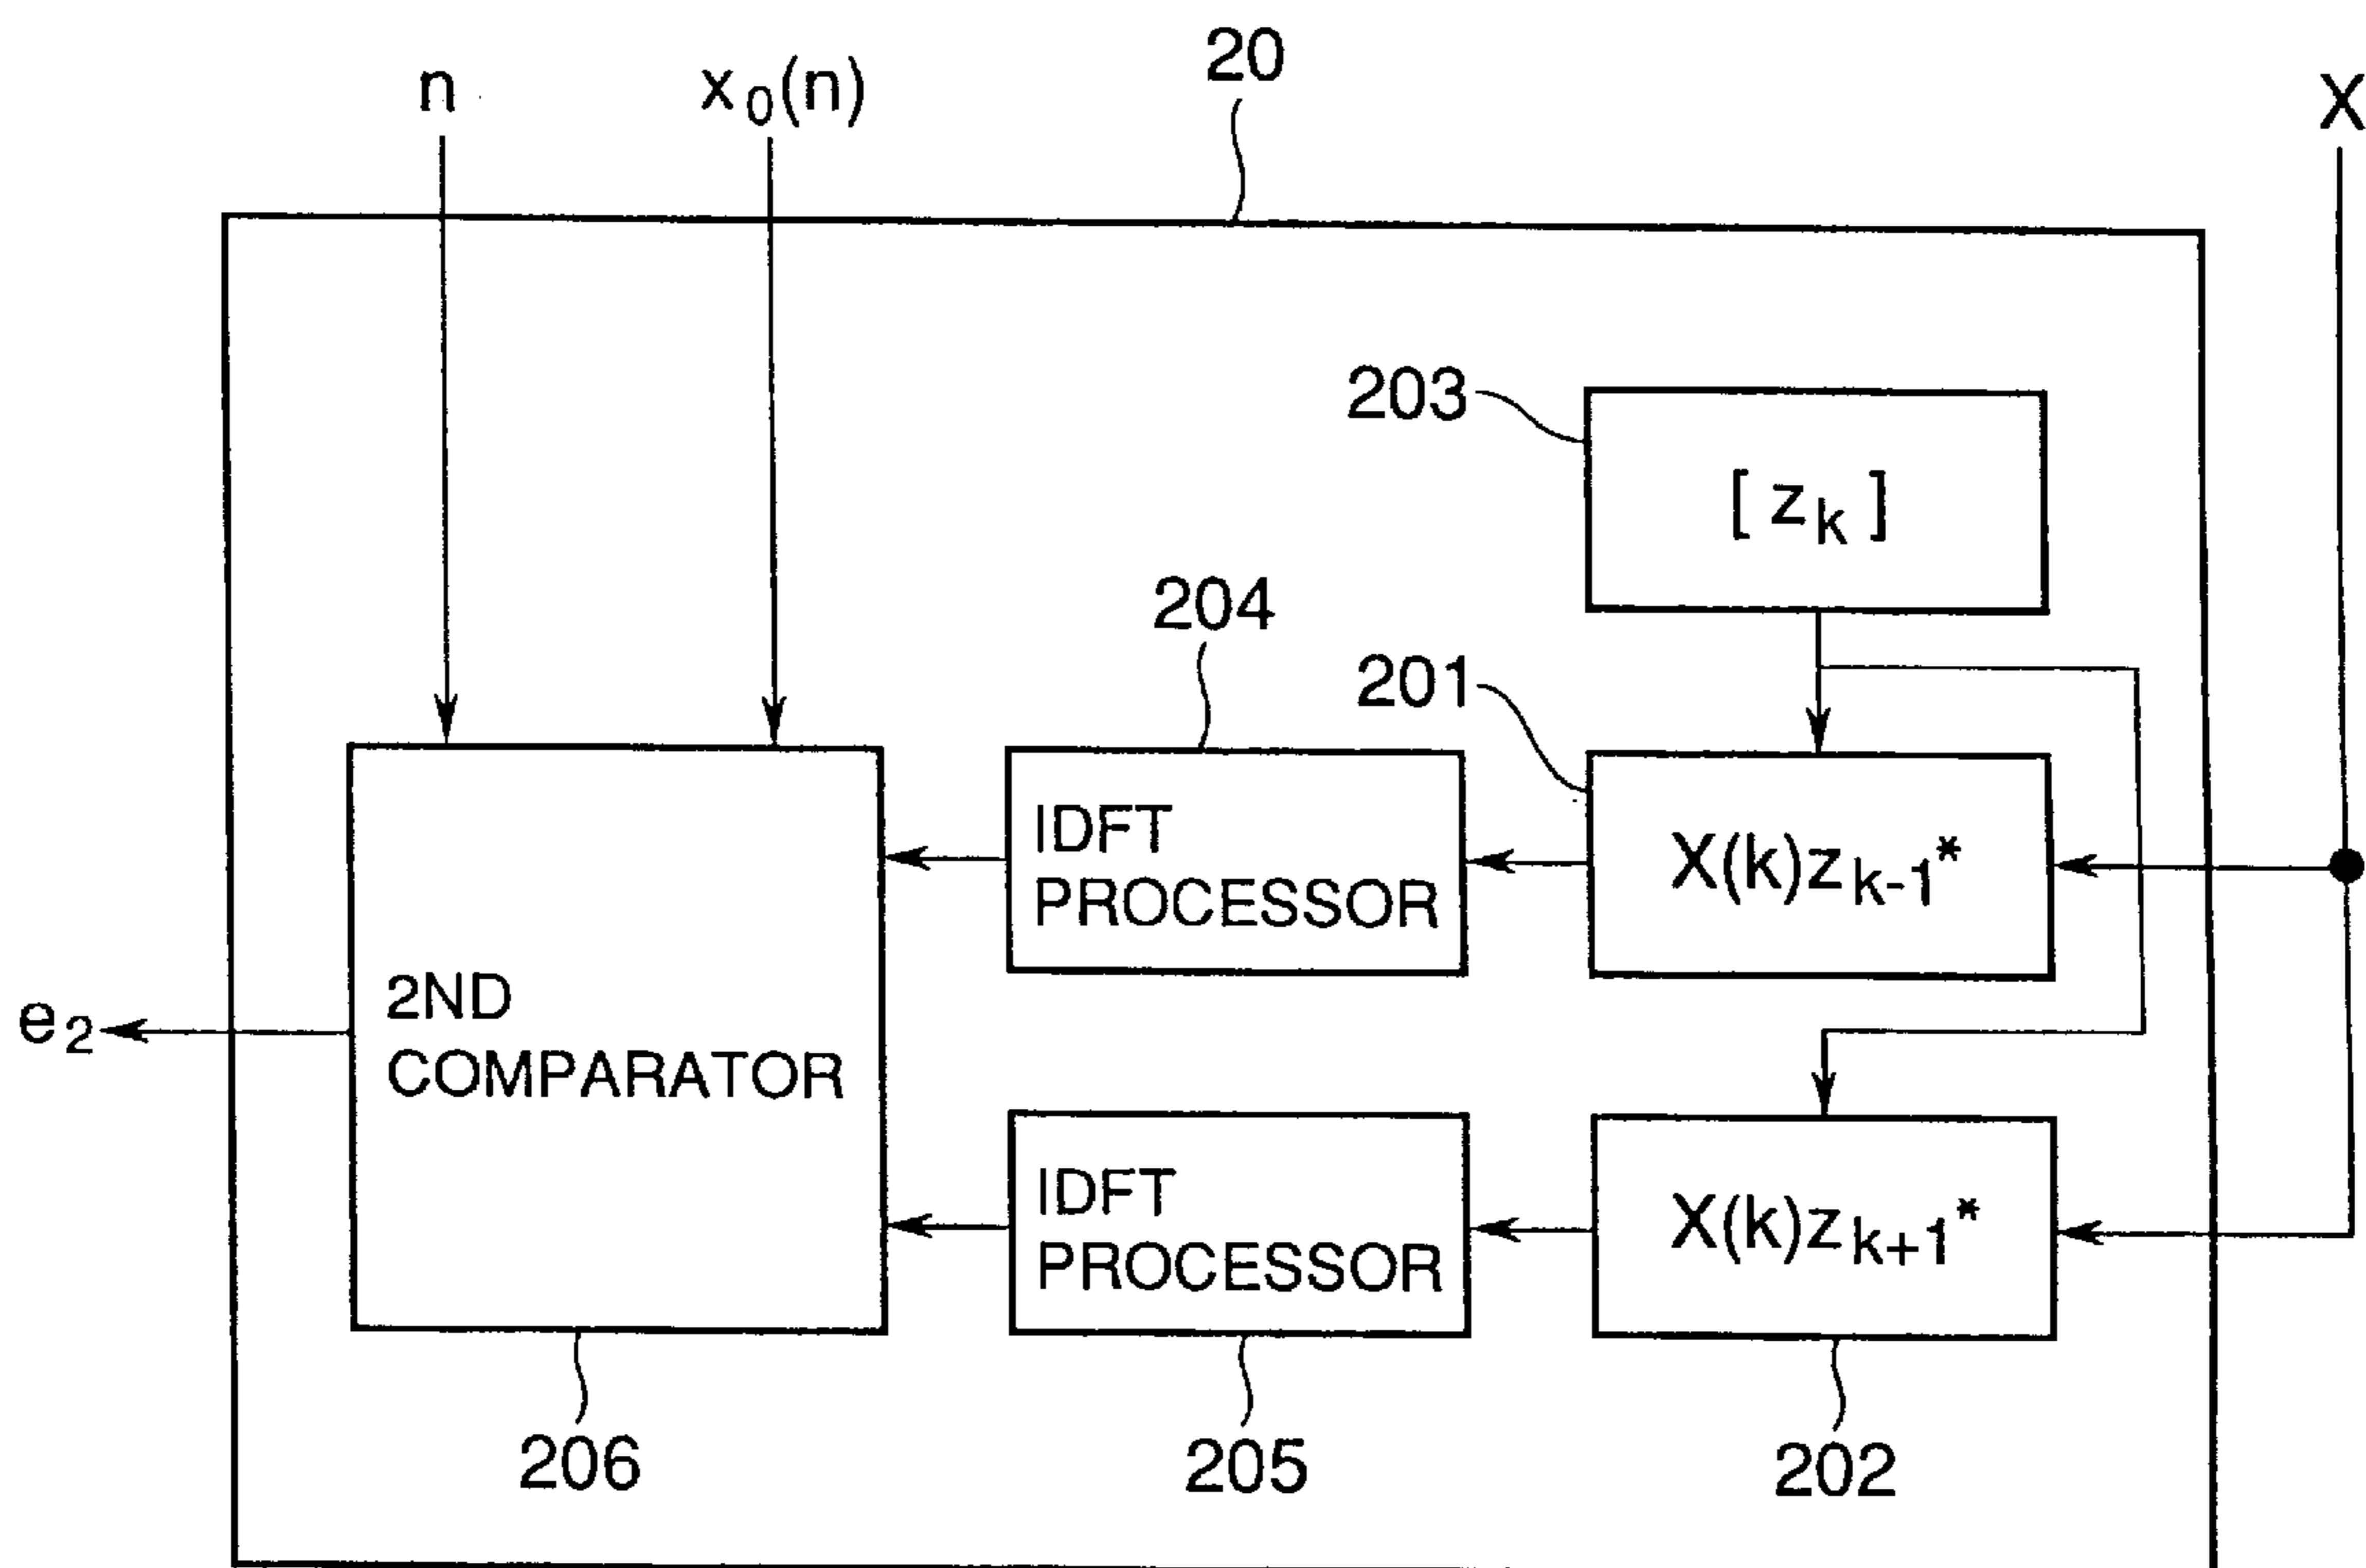 20
n
x₀(n)
X
203
[ zₖ ]
204
201
IDFT
PROCESSOR
X(k)zₖ₋₁*
2ND
COMPARATOR
e₂
IDFT
PROCESSOR
X(k)zₖ₊₁*
206
205
202